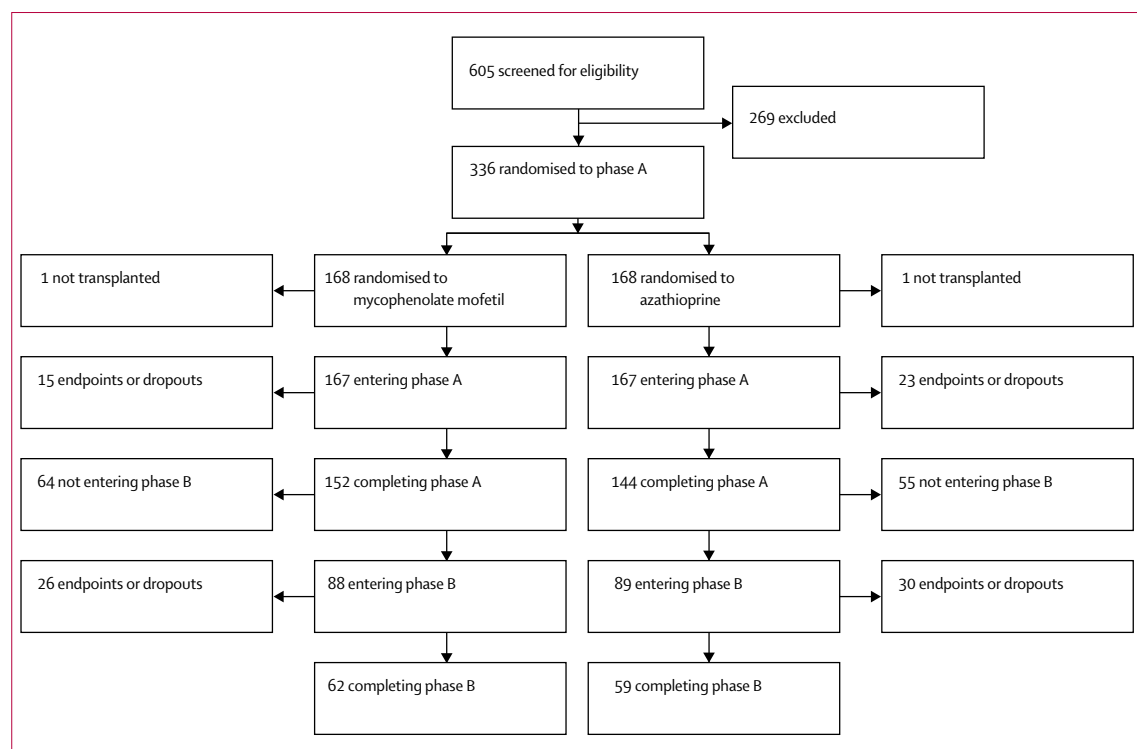 605 screened for eligibility
269 excluded
336 randomised to phase A
1 not transplanted
168 randomised to
mycophenolate mofetil
168 randomised to
azathioprine
1 not transplanted
15 endpoints or dropouts
167 entering phase A
167 entering phase A
23 endpoints or dropouts
64 not entering phase B
152 completing phase A
144 completing phase A
55 not entering phase B
26 endpoints or dropouts
88 entering phase B
89 entering phase B
30 endpoints or dropouts
62 completing phase B
59 completing phase B